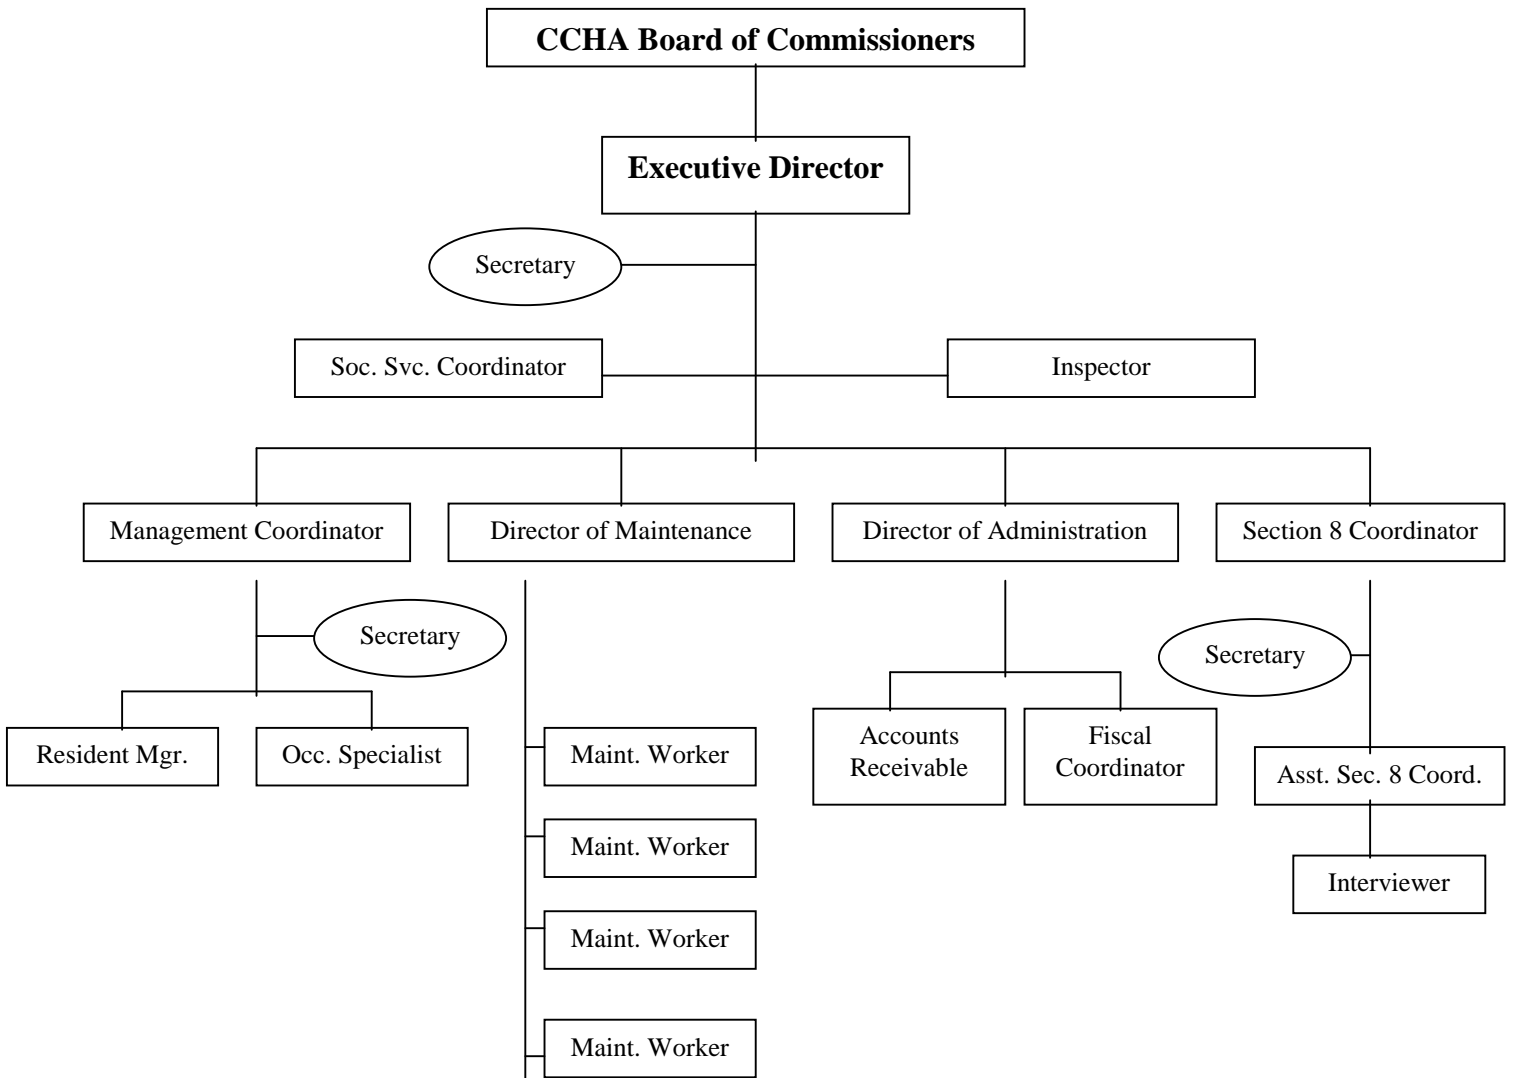 CCHA Board of Commissioners
Executive Director
Secretary
Soc. Svc. Coordinator
Inspector
Management Coordinator
Director of Maintenance
Director of Administration
Section 8 Coordinator
Secretary
Secretary
Resident Mgr.
Occ. Specialist
Maint. Worker
Accounts
Receivable
Fiscal
Coordinator
Asst. Sec. 8 Coord.
Maint. Worker
Interviewer
Maint. Worker
Maint. Worker